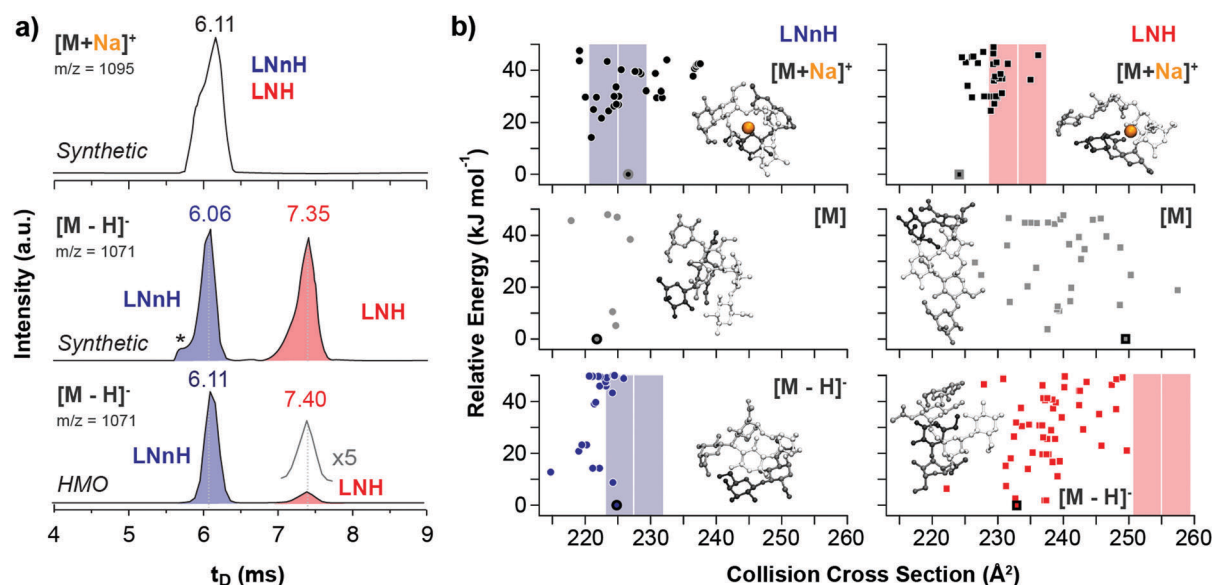 a)
6.11
[M+Na]⁺
m/z = 1095
LNnH
LNH
Synthetic
[M - H]⁻
m/z = 1071
6.06
7.35
LNnH
LNH
*
Synthetic
[M - H]⁻
m/z = 1071
6.11
7.40
LNnH
x5
LNH
HMO
Intensity (a.u.)
4 5 6 7 8 9
t_D (ms)
b)
LNnH
[M+Na]⁺
LNH
[M+Na]⁺
40
20
0
[M]
[M]
40
20
0
[M - H]⁻
[M - H]⁻
40
20
0
Relative Energy (kJ mol⁻¹)
220 230 240 250 260
220 230 240 250 260
Collision Cross Section (Å²)